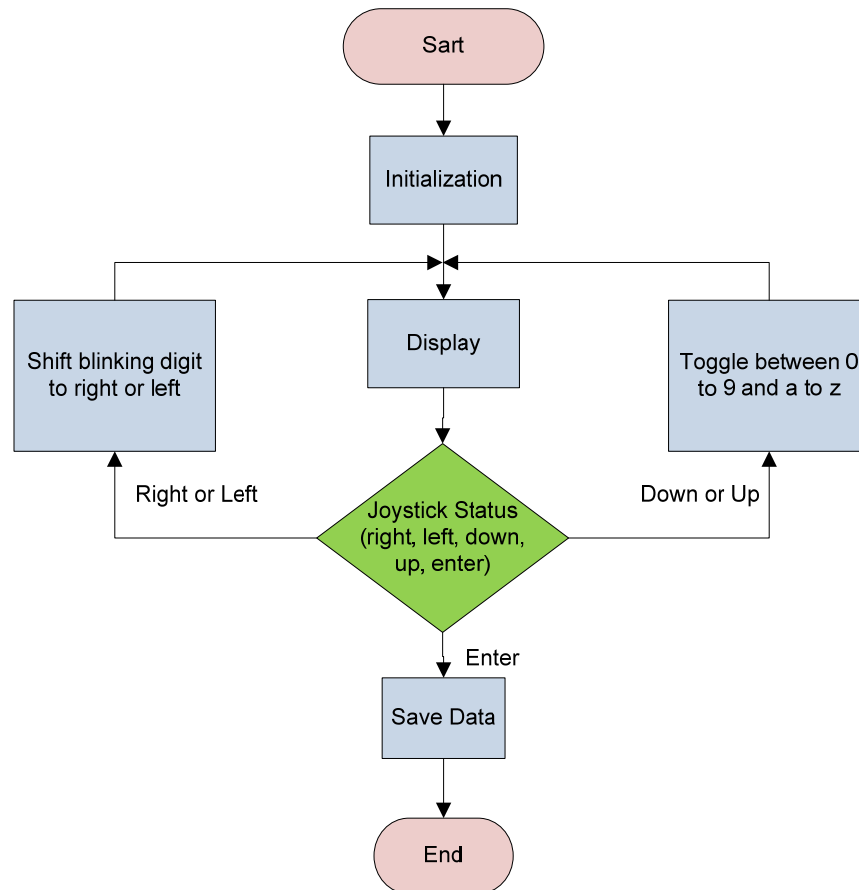 Sart
Initialization
Shift blinking digit
to right or left
Display
Toggle between 0
to 9 and a to z
Right or Left
Down or Up
Joystick Status
(right, left, down,
up, enter)
Enter
Save Data
End